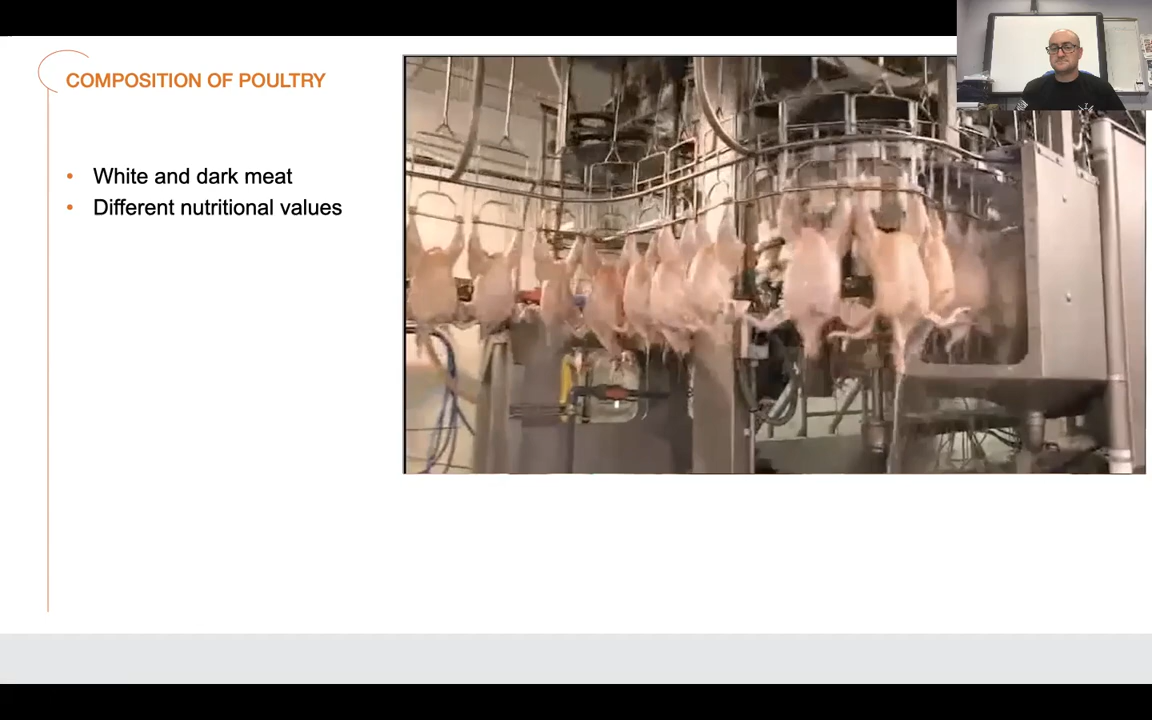 COMPOSITION OF POULTRY
• White and dark meat
• Different nutritional values